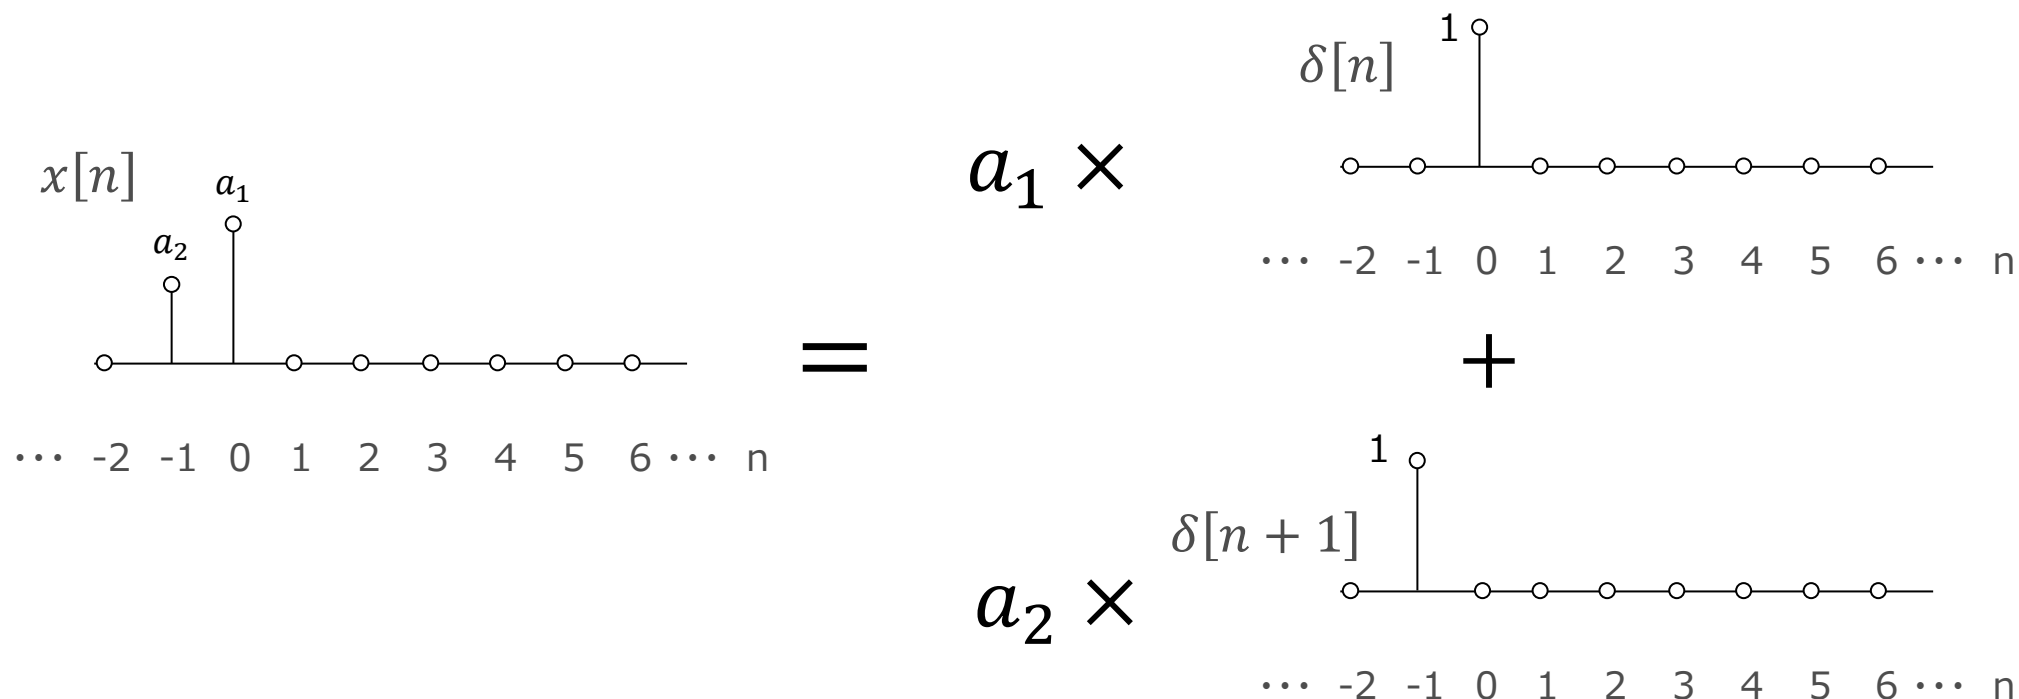 x[n]
a₁
a₂
⋯ -2 -1 0 1 2 3 4 5 6 ⋯ n
=
a₁ ×
δ[n]
1
⋯ -2 -1 0 1 2 3 4 5 6 ⋯ n
+
a₂ ×
δ[n + 1]
1
⋯ -2 -1 0 1 2 3 4 5 6 ⋯ n